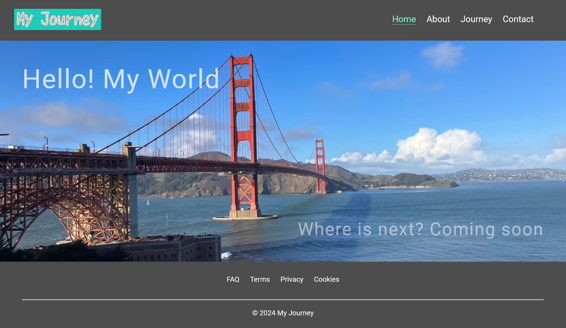 My Journey
Home About Journey Contact
Hello! My World
Where is next? Coming soon
FAQ Terms Privacy Cookies
© 2024 My Journey